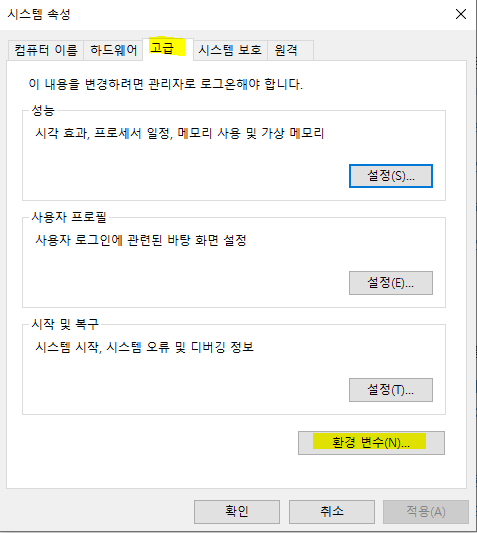 시스템 속성
컴퓨터 이름 하드웨어 고급 시스템 보호 원격
이 내용을 변경하려면 관리자로 로그온해야 합니다.
성능
시각 효과, 프로세서 일정, 메모리 사용 및 가상 메모리
설정(S)...
사용자 프로필
사용자 로그인에 관련된 바탕 화면 설정
설정(E)...
시작 및 복구
시스템 시작, 시스템 오류 및 디버깅 정보
설정(T)...
환경 변수(N)...
확인 취소 적용(A)